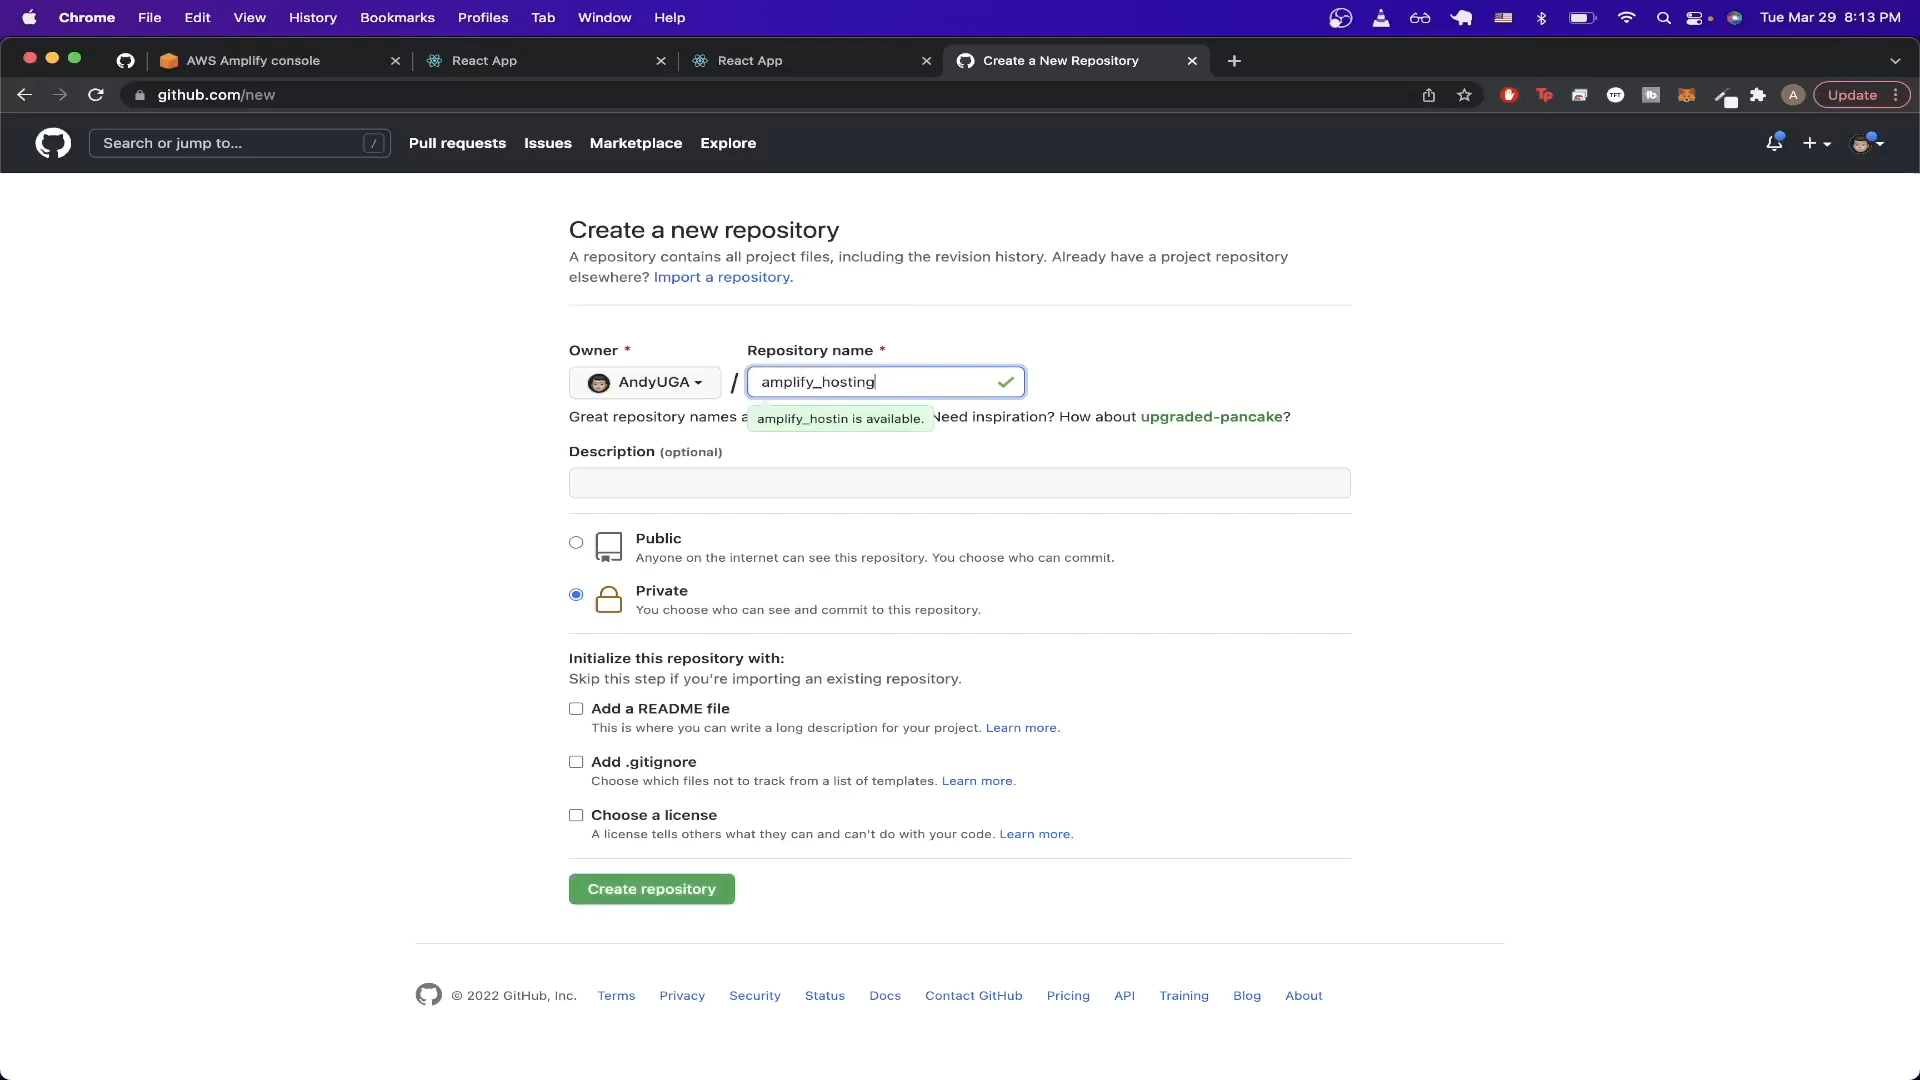 Chrome File Edit View History Bookmarks Profiles Tab Window Help Tue Mar 29 8:13 PM
AWS Amplify console React App React App Create a New Repository
github.com/new Tp TFT A Update
Search or jump to... / Pull requests Issues Marketplace Explore
Create a new repository
A repository contains all project files, including the revision history. Already have a project repository
elsewhere? Import a repository.
Owner * Repository name *
AndyUGA / amplify_hosting
Great repository names a amplify_hostin is available. Need inspiration? How about upgraded-pancake?
Description (optional)
Public
Anyone on the internet can see this repository. You choose who can commit.
Private
You choose who can see and commit to this repository.
Initialize this repository with:
Skip this step if you're importing an existing repository.
Add a README file
This is where you can write a long description for your project. Learn more.
Add .gitignore
Choose which files not to track from a list of templates. Learn more.
Choose a license
A license tells others what they can and can't do with your code. Learn more.
Create repository
© 2022 GitHub, Inc. Terms Privacy Security Status Docs Contact GitHub Pricing API Training Blog About